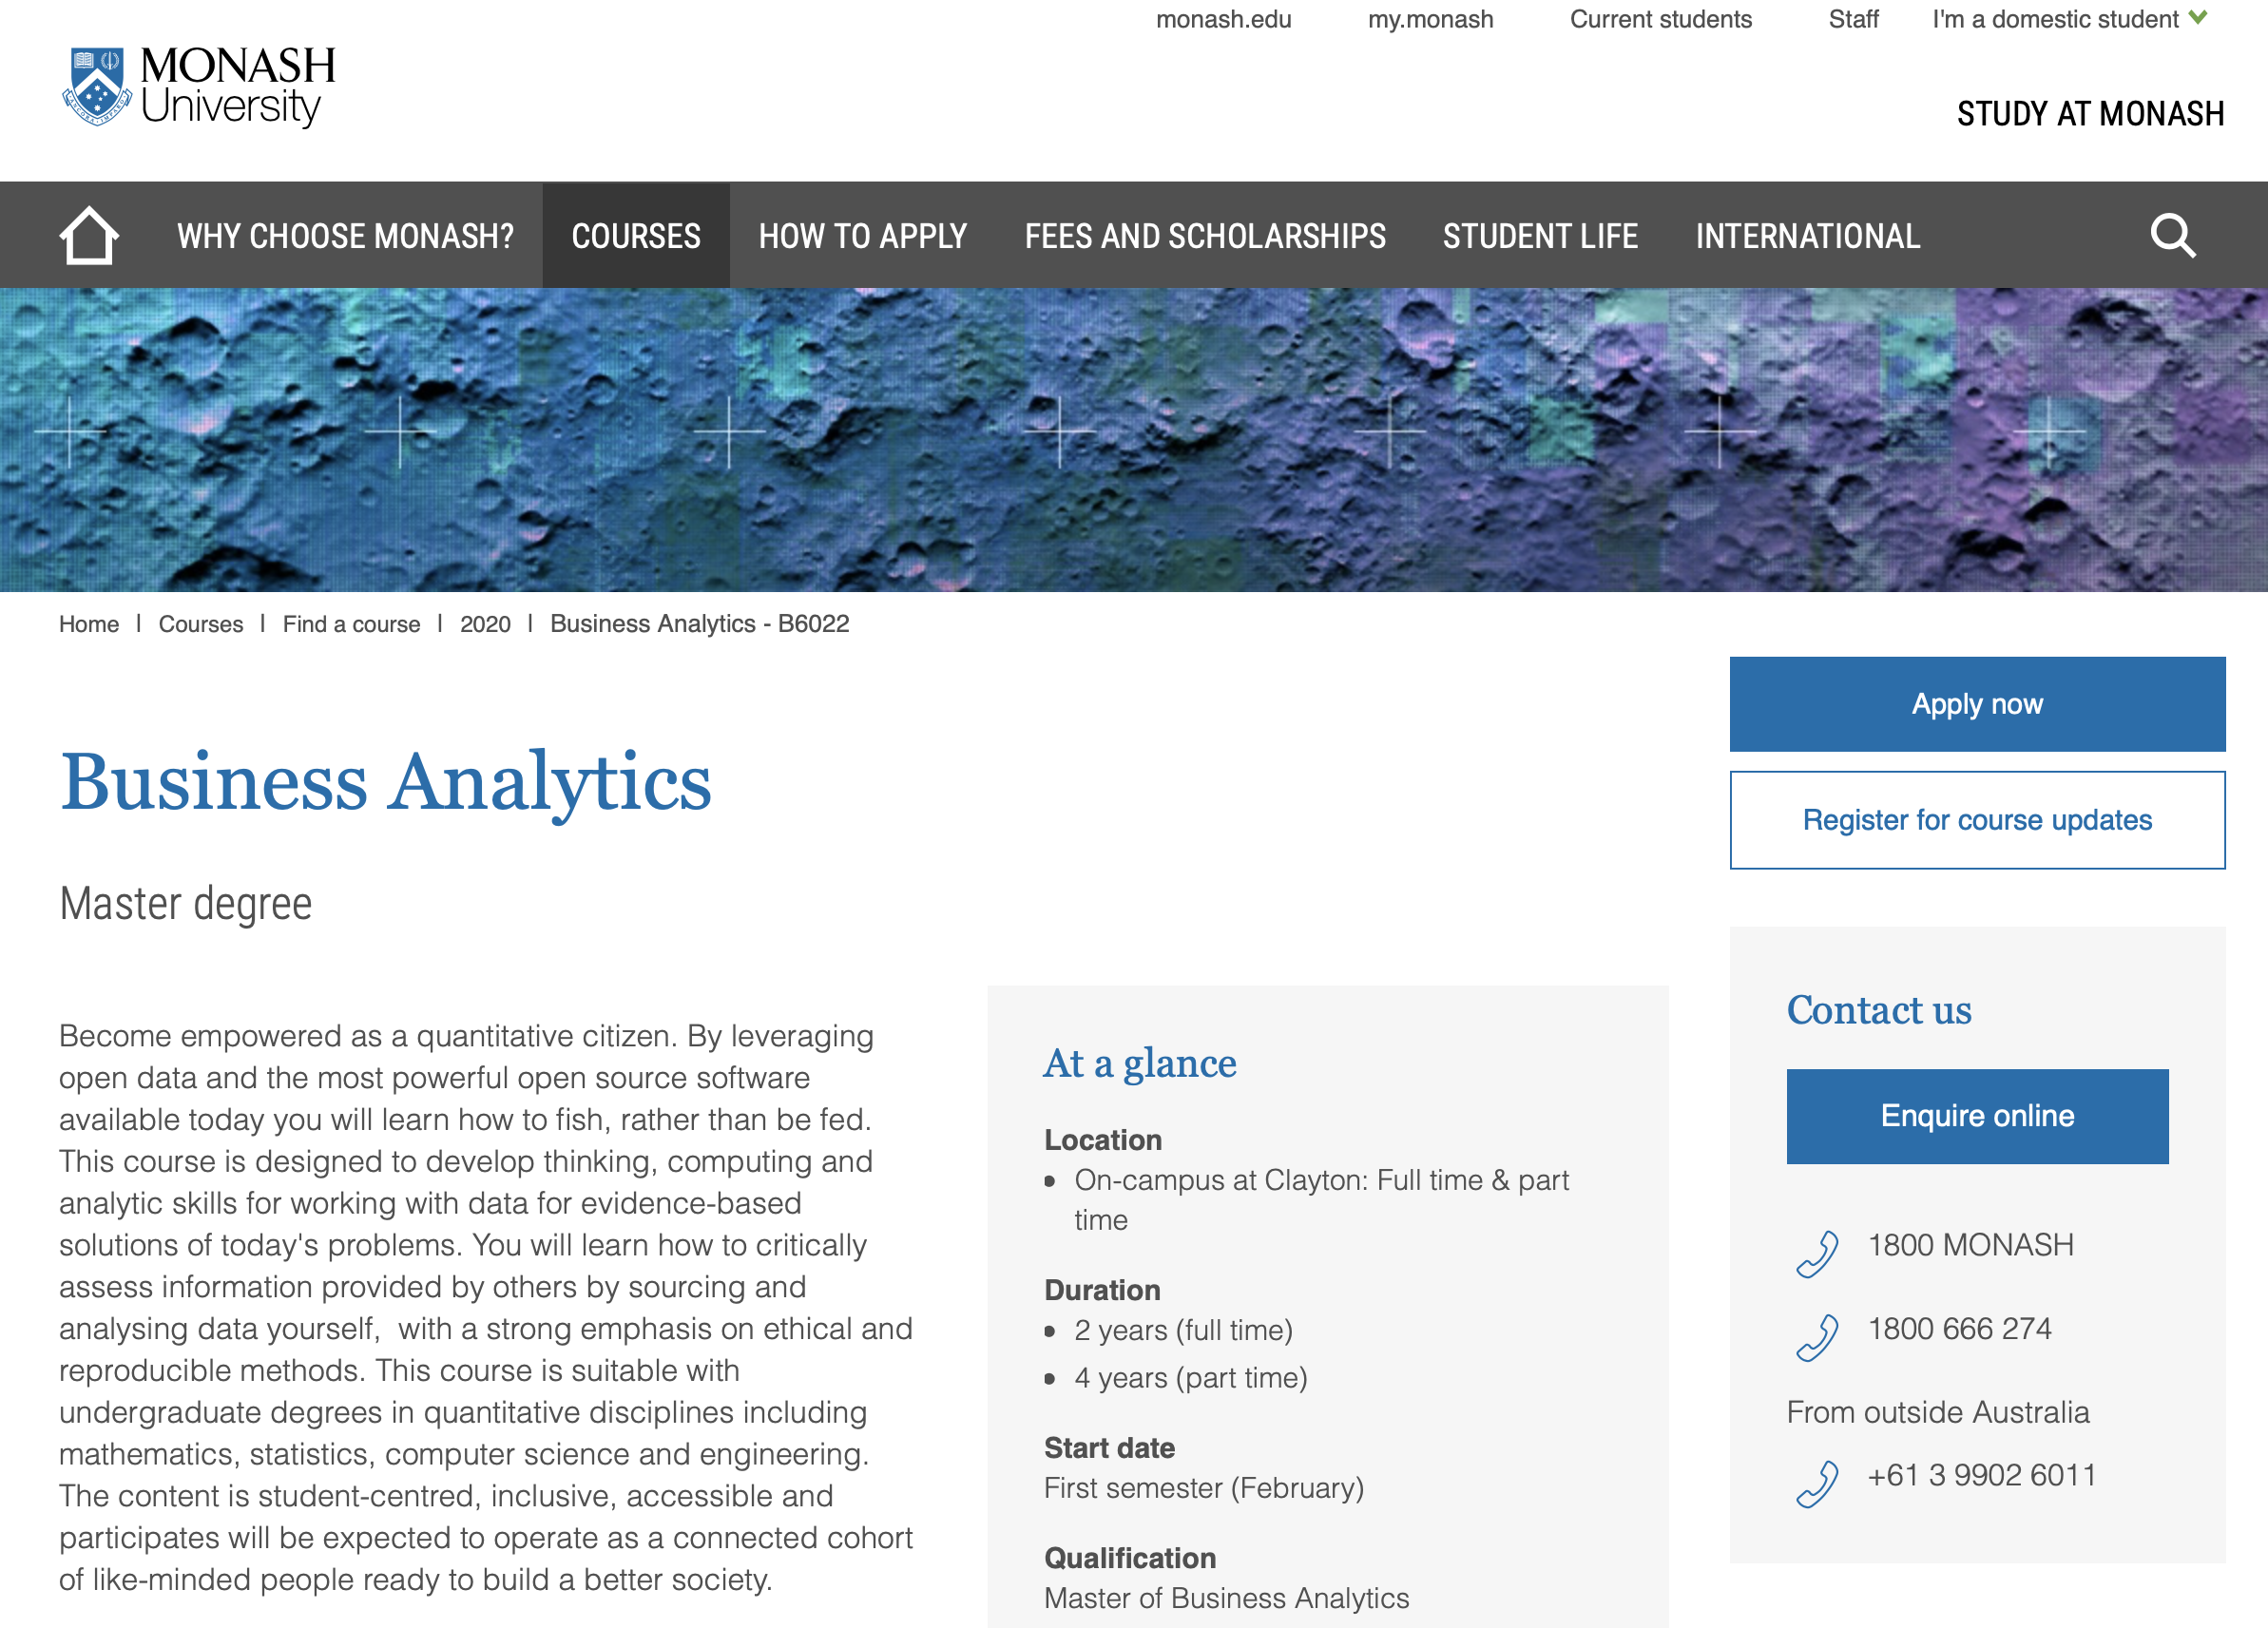 monash.edu my.monash Current students Staff I'm a domestic student
MONASH
University
STUDY AT MONASH
WHY CHOOSE MONASH? COURSES HOW TO APPLY FEES AND SCHOLARSHIPS STUDENT LIFE INTERNATIONAL
Home | Courses | Find a course | 2020 | Business Analytics - B6022
Business Analytics
Master degree
Become empowered as a quantitative citizen. By leveraging
open data and the most powerful open source software
available today you will learn how to fish, rather than be fed.
This course is designed to develop thinking, computing and
analytic skills for working with data for evidence-based
solutions of today's problems. You will learn how to critically
assess information provided by others by sourcing and
analysing data yourself,  with a strong emphasis on ethical and
reproducible methods. This course is suitable with
undergraduate degrees in quantitative disciplines including
mathematics, statistics, computer science and engineering.
The content is student-centred, inclusive, accessible and
participates will be expected to operate as a connected cohort
of like-minded people ready to build a better society.
At a glance
Location
• On-campus at Clayton: Full time & part
time
Duration
• 2 years (full time)
• 4 years (part time)
Start date
First semester (February)
Qualification
Master of Business Analytics
Apply now
Register for course updates
Contact us
Enquire online
1800 MONASH
1800 666 274
From outside Australia
+61 3 9902 6011